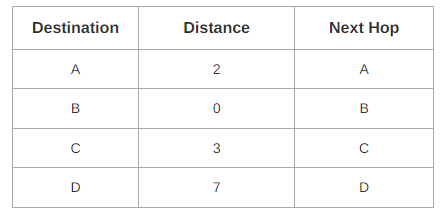 Destination Distance Next Hop
A 2 A
B 0 B
C 3 C
D 7 D